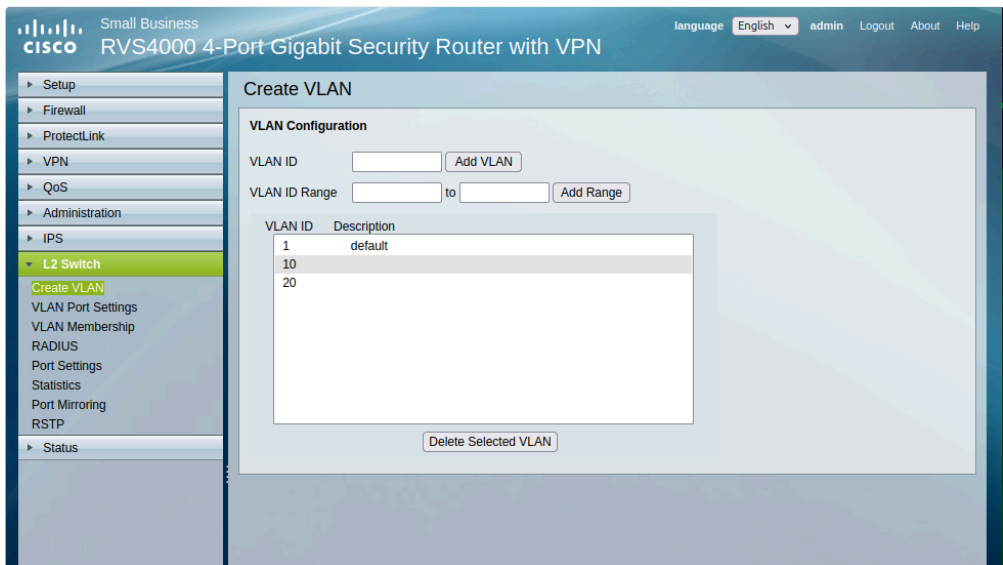 Small Business
CISCO RVS4000 4-Port Gigabit Security Router with VPN
language English admin Logout About Help
Setup
Firewall
ProtectLink
VPN
QoS
Administration
IPS
L2 Switch
Create VLAN
VLAN Port Settings
VLAN Membership
RADIUS
Port Settings
Statistics
Port Mirroring
RSTP
Status
Create VLAN
VLAN Configuration
VLAN ID Add VLAN
VLAN ID Range to Add Range
VLAN ID Description
1 default
10
20
Delete Selected VLAN